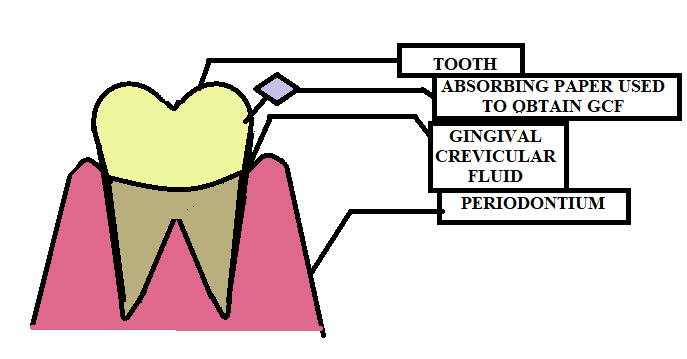 TOOTH
ABSORBING PAPER USED
TO OBTAIN GCF
GINGIVAL
CREVICULAR
FLUID
PERIODONTIUM